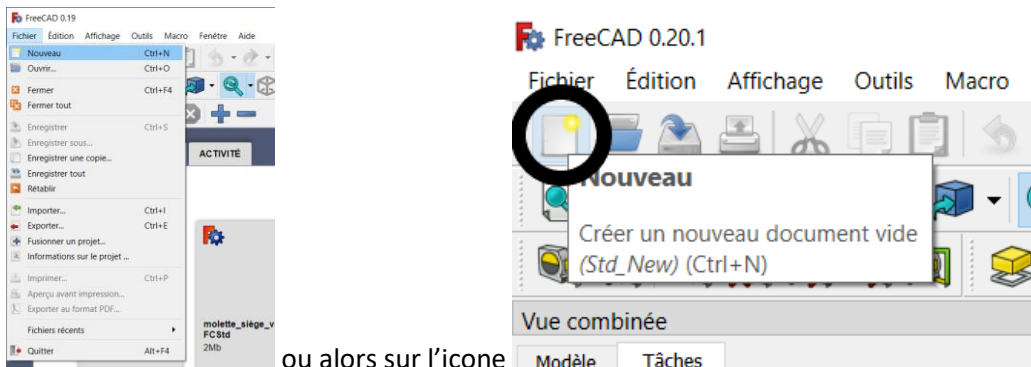 FreeCAD 0.19
Fichier Édition Affichage Outils Macro Fenêtre Aide
Nouveau Ctrl+N
Ouvrir... Ctrl+O
Fermer Ctrl+F4
Fermer tout
Enregistrer Ctrl+S
Enregistrer sous...
Enregistrer une copie...
Enregistrer tout
Rétablir
Importer... Ctrl+I
Exporter... Ctrl+E
Fusionner un projet...
Informations sur le projet ...
Imprimer... Ctrl+P
Aperçu avant impression...
Exporter au format PDF...
Fichiers récents
Quitter Alt+F4
ACTIVITÉ
molette_siège_v
FCStd
2Mb
ou alors sur l’icone
FreeCAD 0.20.1
Fichier Édition Affichage Outils Macro
Nouveau
Créer un nouveau document vide
(Std_New) (Ctrl+N)
Vue combinée
Modèle Tâches